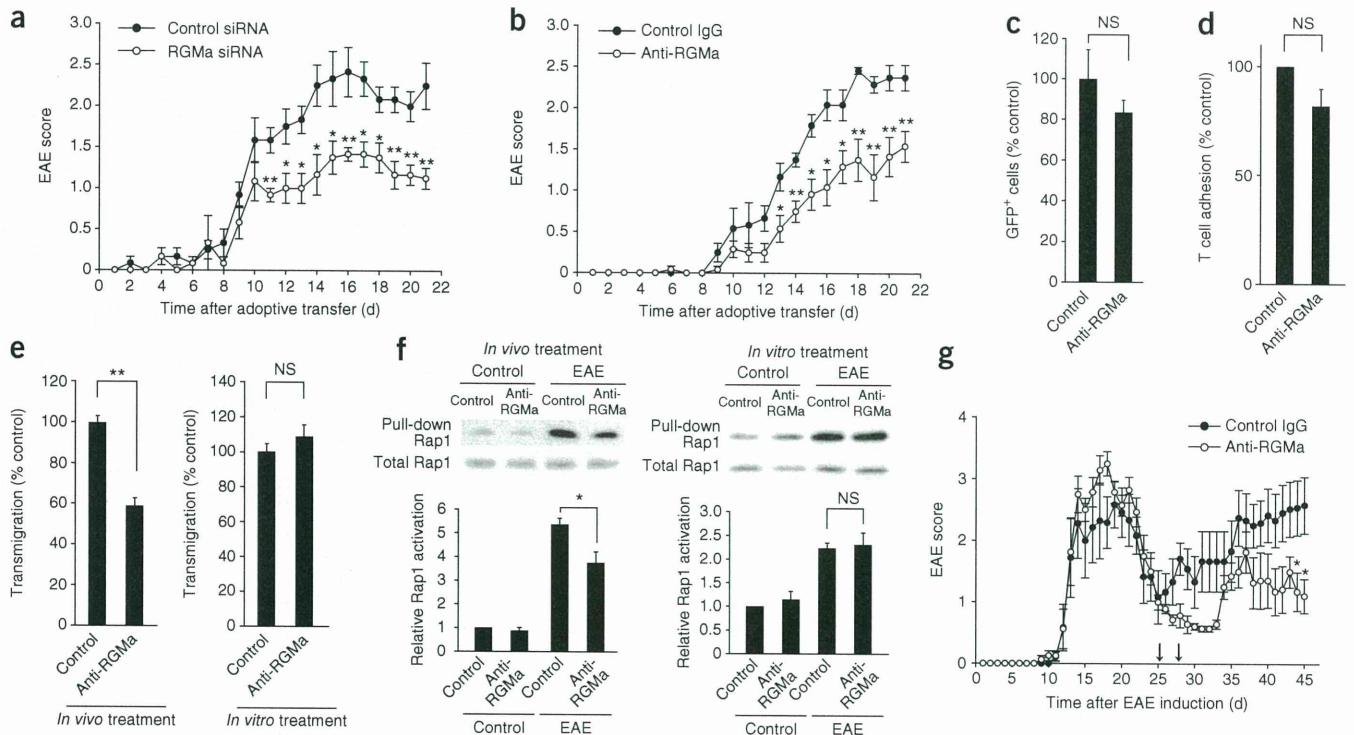 a
3.0
2.5
2.0
1.5
1.0
0.5
0
EAE score
Control siRNA
RGMa siRNA
** * * * * ** * * ** ** **
0 2 4 6 8 10 12 14 16 18 20 22
Time after adoptive transfer (d)
b
3.0
2.5
2.0
1.5
1.0
0.5
0
EAE score
Control IgG
Anti-RGMa
* ** * * * ** ** ** **
0 2 4 6 8 10 12 14 16 18 20 22
Time after adoptive transfer (d)
c
NS
120
100
80
60
40
20
0
GFP+ cells (% control)
Control
Anti-RGMa
d
NS
100
50
0
T cell adhesion (% control)
Control
Anti-RGMa
e
**
120
100
80
60
40
20
0
Transmigration (% control)
Control
Anti-RGMa
In vivo treatment
NS
140
120
100
80
60
40
20
0
Transmigration (% control)
Control
Anti-RGMa
In vitro treatment
f
In vivo treatment
Control EAE
Control Anti-RGMa Control Anti-RGMa
Pull-down Rap1
Total Rap1
*
6
5
4
3
2
1
0
Relative Rap1 activation
Control
Anti-RGMa
Control
Anti-RGMa
Control EAE
In vitro treatment
Control EAE
Control Anti-RGMa Control Anti-RGMa
Pull-down Rap1
Total Rap1
NS
3.0
2.5
2.0
1.5
1.0
0.5
0
Relative Rap1 activation
Control
Anti-RGMa
Control
Anti-RGMa
Control EAE
g
4
3
2
1
0
EAE score
Control IgG
Anti-RGMa
* *
0 5 10 15 20 25 30 35 40 45
Time after EAE induction (d)